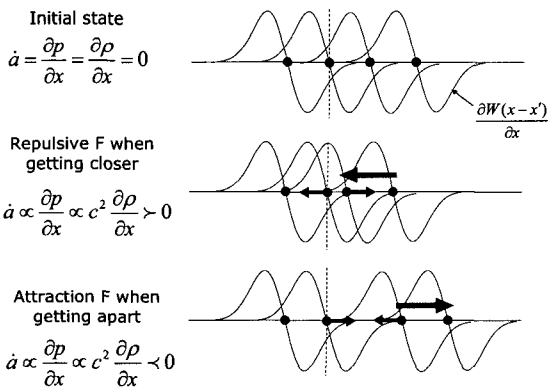 Initial state
ȧ = ∂p/∂x = ∂ρ/∂x = 0
∂W(x−x')/∂x
Repulsive F when
getting closer
ȧ ∝ ∂p/∂x ∝ c² ∂ρ/∂x ≻ 0
Attraction F when
getting apart
ȧ ∝ ∂p/∂x ∝ c² ∂ρ/∂x ≺ 0